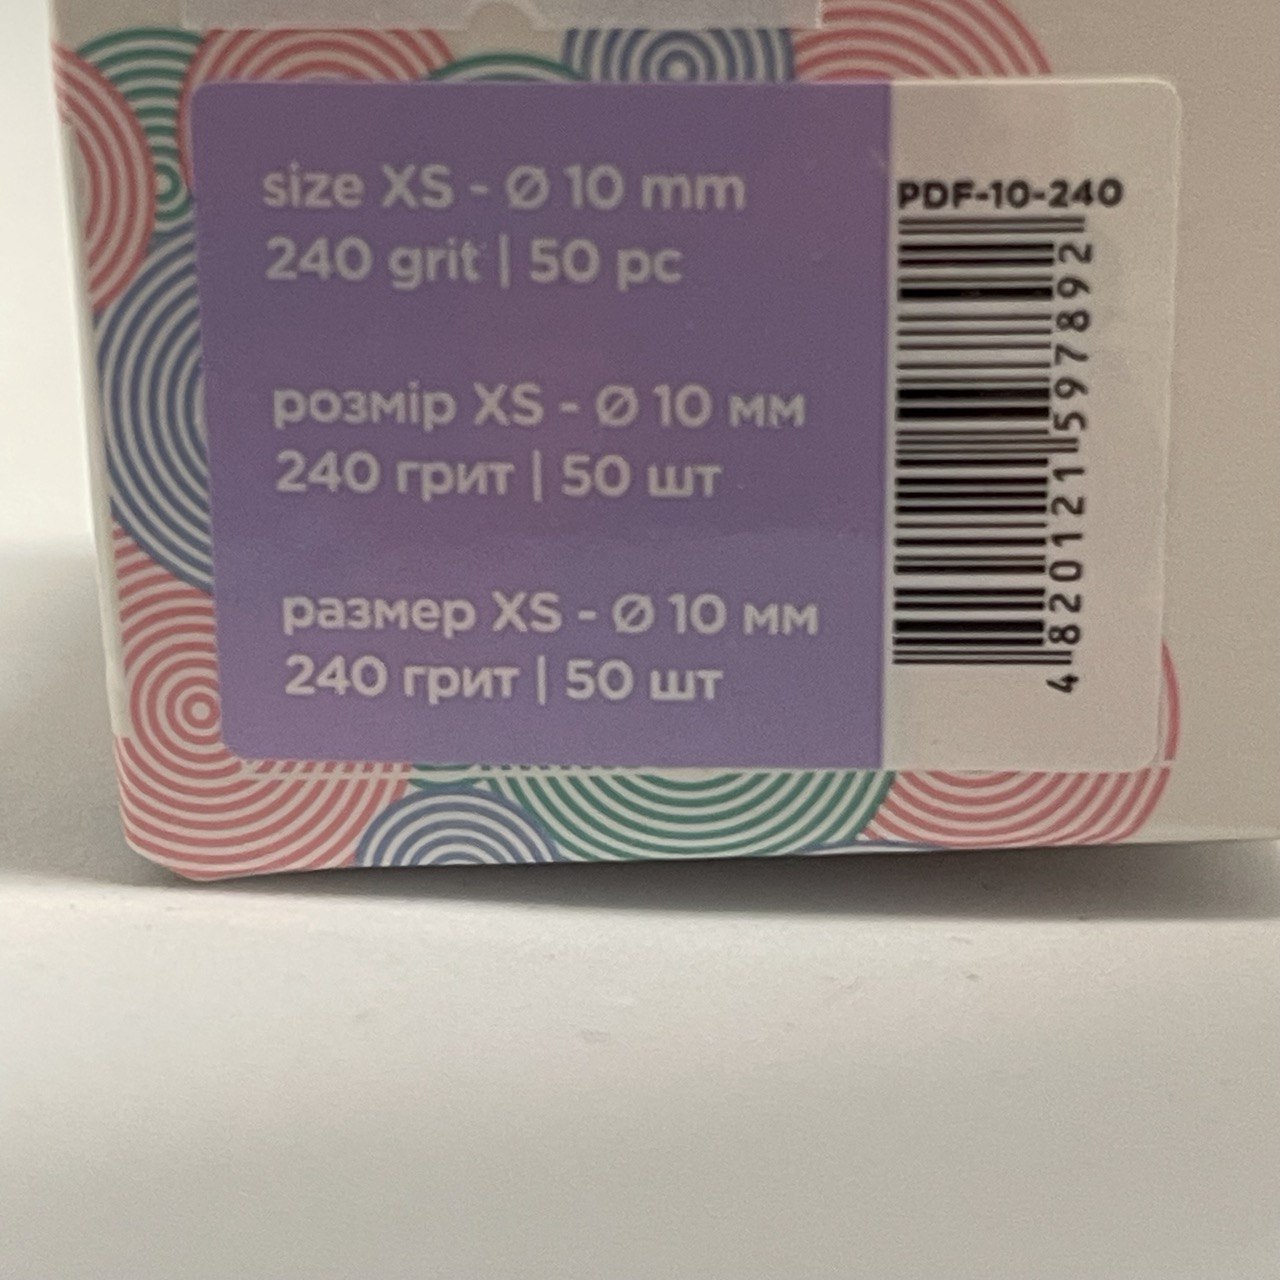 size XS - Ø 10 mm
240 grit | 50 pc
розмір XS - Ø 10 мм
240 грит | 50 шт
размер XS - Ø 10 мм
240 грит | 50 шт
PDF-10-240
4820121597892